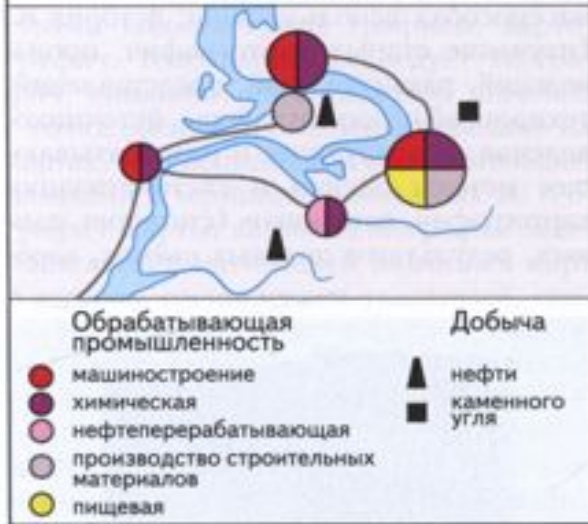 Обрабатывающая
промышленность
машиностроение
химическая
нефтеперерабатывающая
производство строительных
материалов
пищевая
Добыча
нефти
каменного
угля